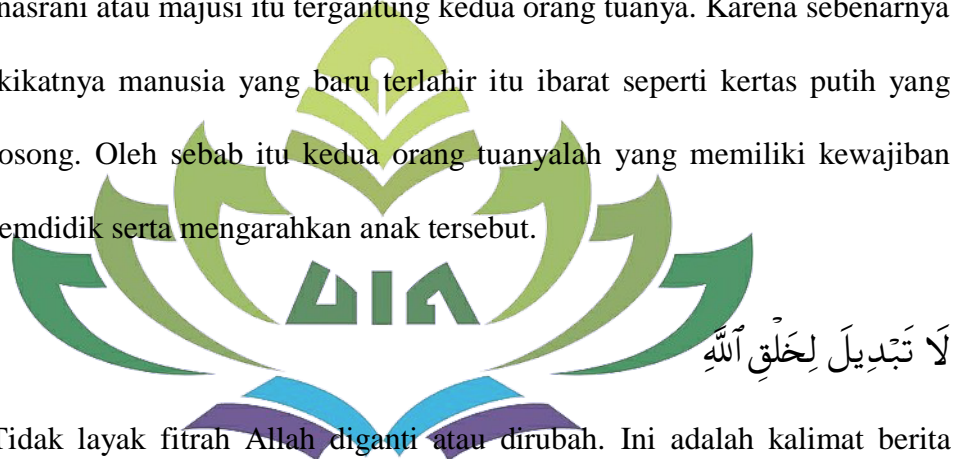 nasrani atau majusi itu tergantung kedua orang tuanya. Karena sebenarnya
kikatnya manusia yang baru terlahir itu ibarat seperti kertas putih yang
osong. Oleh sebab itu kedua orang tuanyalah yang memiliki kewajiban
emdidik serta mengarahkan anak tersebut.
UIN
لَا تَبْدِيلَ لِخَلْقِ ٱللَّهِ
Tidak layak fitrah Allah diganti atau dirubah. Ini adalah kalimat berita